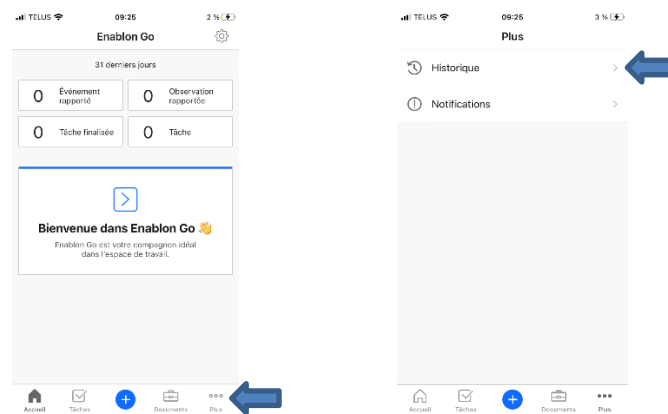 TELUS 09:25 2 %
Enablon Go
31 derniers jours
0 Événement rapporté
0 Observation rapportée
0 Tâche finalisée
0 Tâche
Bienvenue dans Enablon Go 👋
Enablon Go est votre compagnon idéal
dans l'espace de travail.
Accueil Tâches Documents Plus
TELUS 09:25 3 %
Plus
Historique
Notifications
Accueil Tâches Documents Plus